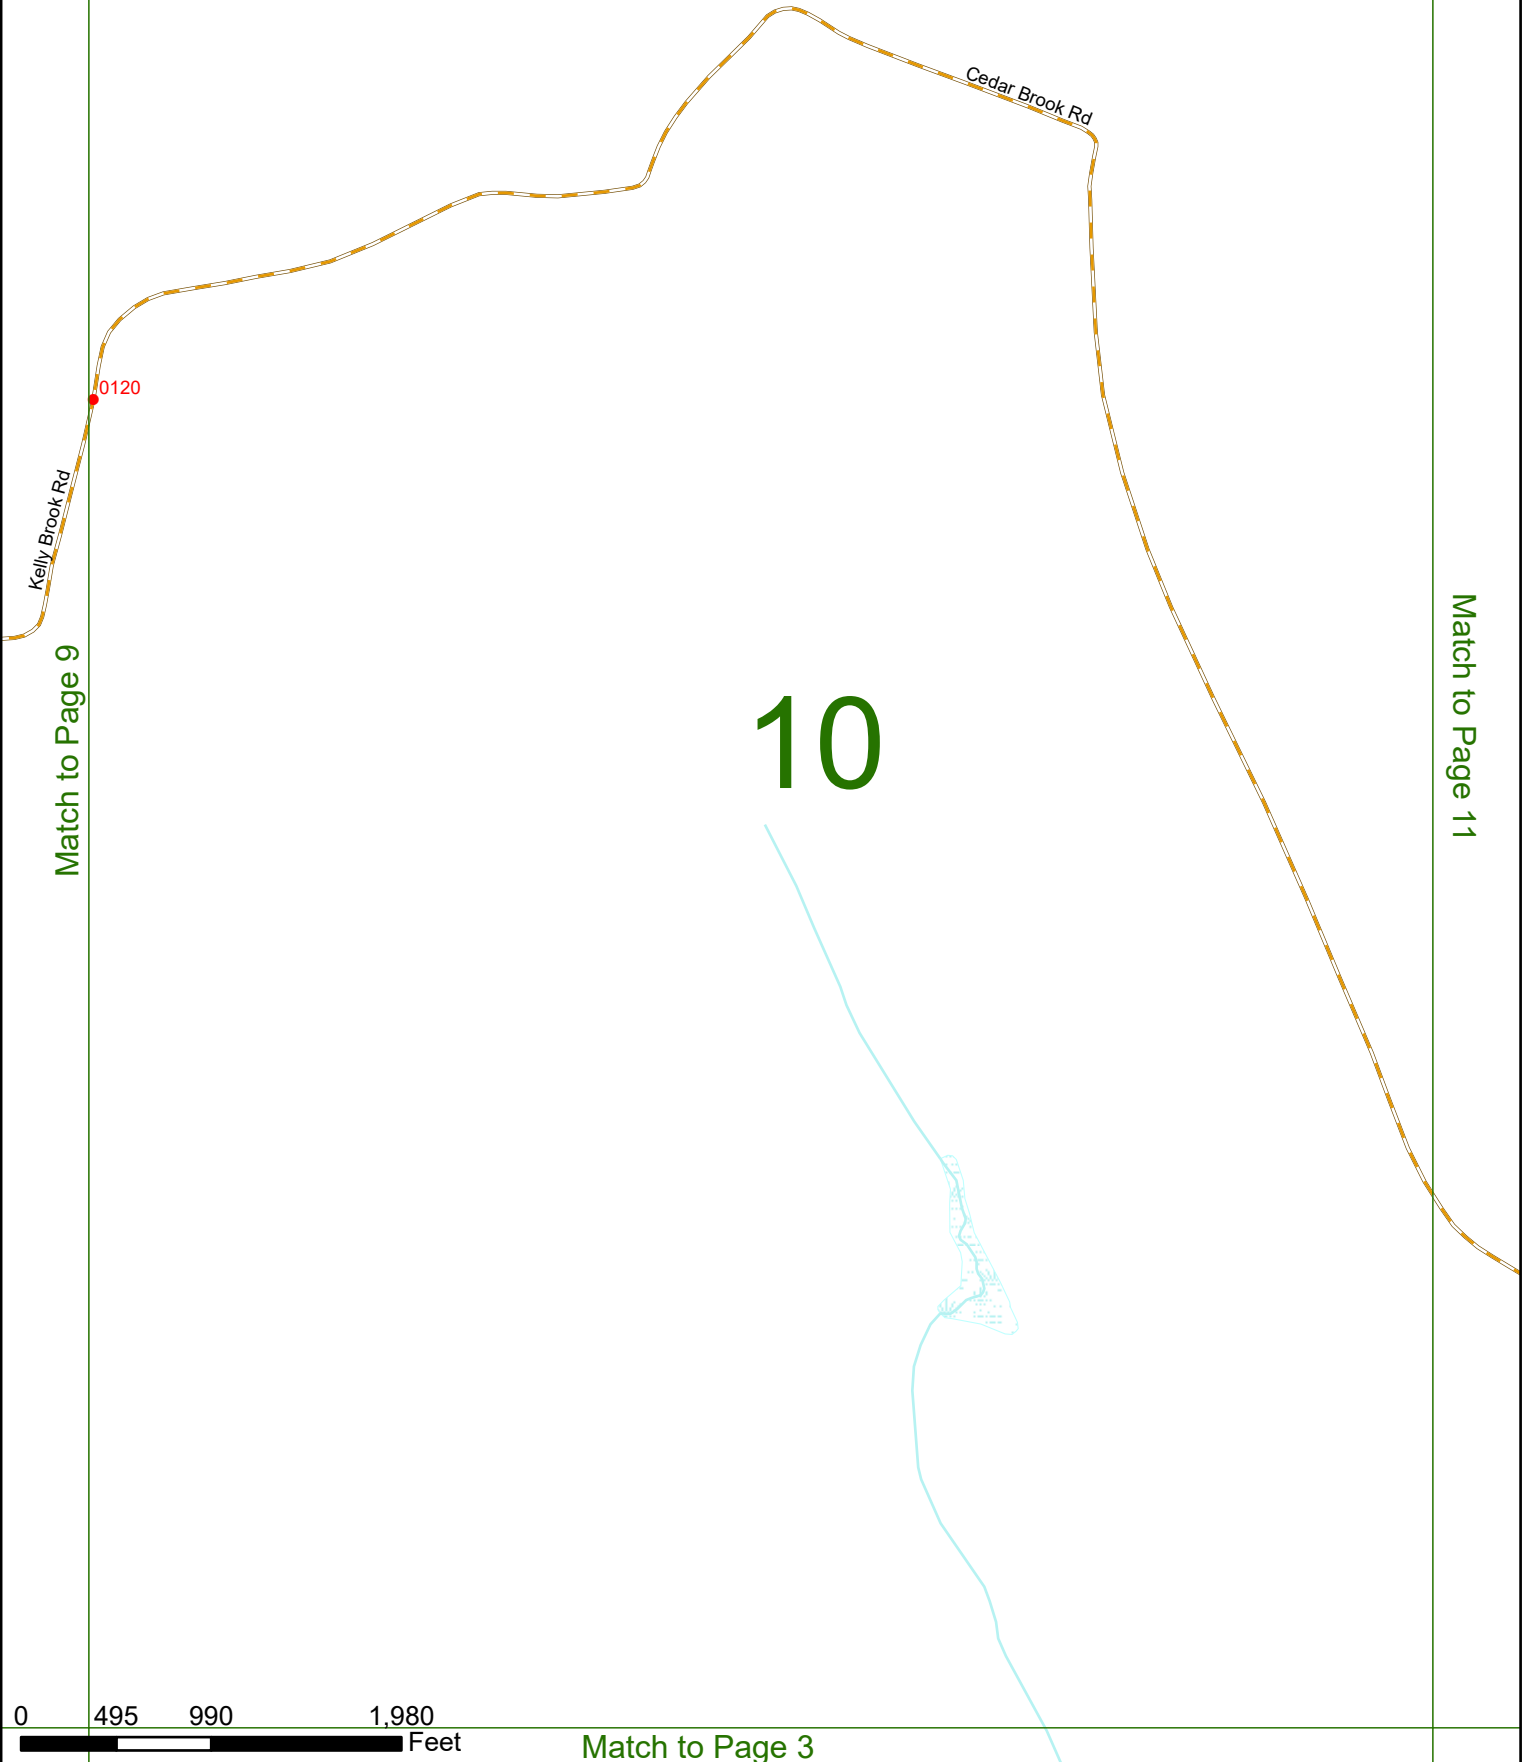 Cedar Brook Rd
0120
Kelly Brook Rd
Match to Page 9
10
Match to Page 11
0 495 990 1,980
Feet
Match to Page 3